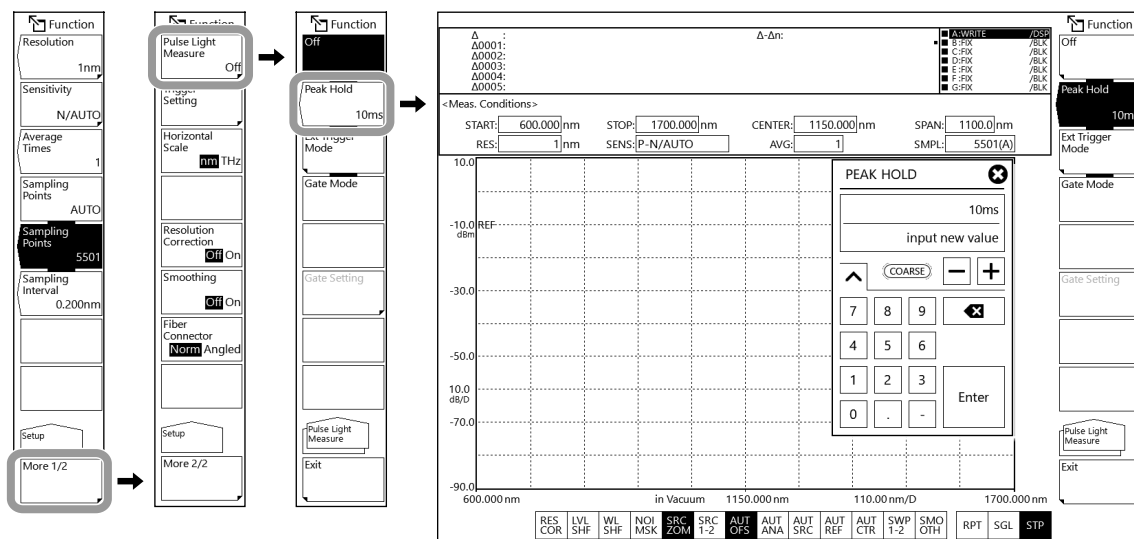 Function
Resolution
1nm
Sensitivity
N/AUTO
Average
Times
1
Sampling
Points
AUTO
Sampling
Points
5501
Sampling
Interval
0.200nm
Setup
More 1/2
Function
Pulse Light
Measure
Off
Trigger
Setting
Horizontal
Scale
nm THz
Resolution
Correction
Off On
Smoothing
Off On
Fiber
Connector
Norm Angled
Setup
More 2/2
Function
Off
Peak Hold
10ms
Ext Trigger
Mode
Gate Mode
Gate Setting
Pulse Light
Measure
Exit
Δ :
Δ0001:
Δ0002:
Δ0003:
Δ0004:
Δ0005:
Δ-Δn:
A:WRITE /DSP
B:FIX /BLK
C:FIX /BLK
D:FIX /BLK
E:FIX /BLK
F:FIX /BLK
G:FIX /BLK
<Meas. Conditions>
START: 600.000 nm STOP: 1700.000 nm CENTER: 1150.000 nm SPAN: 1100.0 nm
RES: 1 nm SENS: P-N/AUTO AVG: 1 SMPL: 5501(A)
10.0
-10.0 REF
dBm
-30.0
-50.0
10.0
dB/D
-70.0
-90.0
600.000 nm in Vacuum 1150.000 nm 110.00 nm/D 1700.000 nm
PEAK HOLD
10ms
input new value
COARSE
7 8 9
4 5 6
1 2 3
Enter
0 . -
RES COR LVL SHF WL SHF NOI MSK SRC ZOM SRC 1-2 AUT OFS AUT ANA AUT SRC AUT REF AUT CTR SWP 1-2 SMO OTH RPT SGL STP
Function
Off
Peak Hold
10m
Ext Trigger
Mode
Gate Mode
Gate Setting
Pulse Light
Measure
Exit